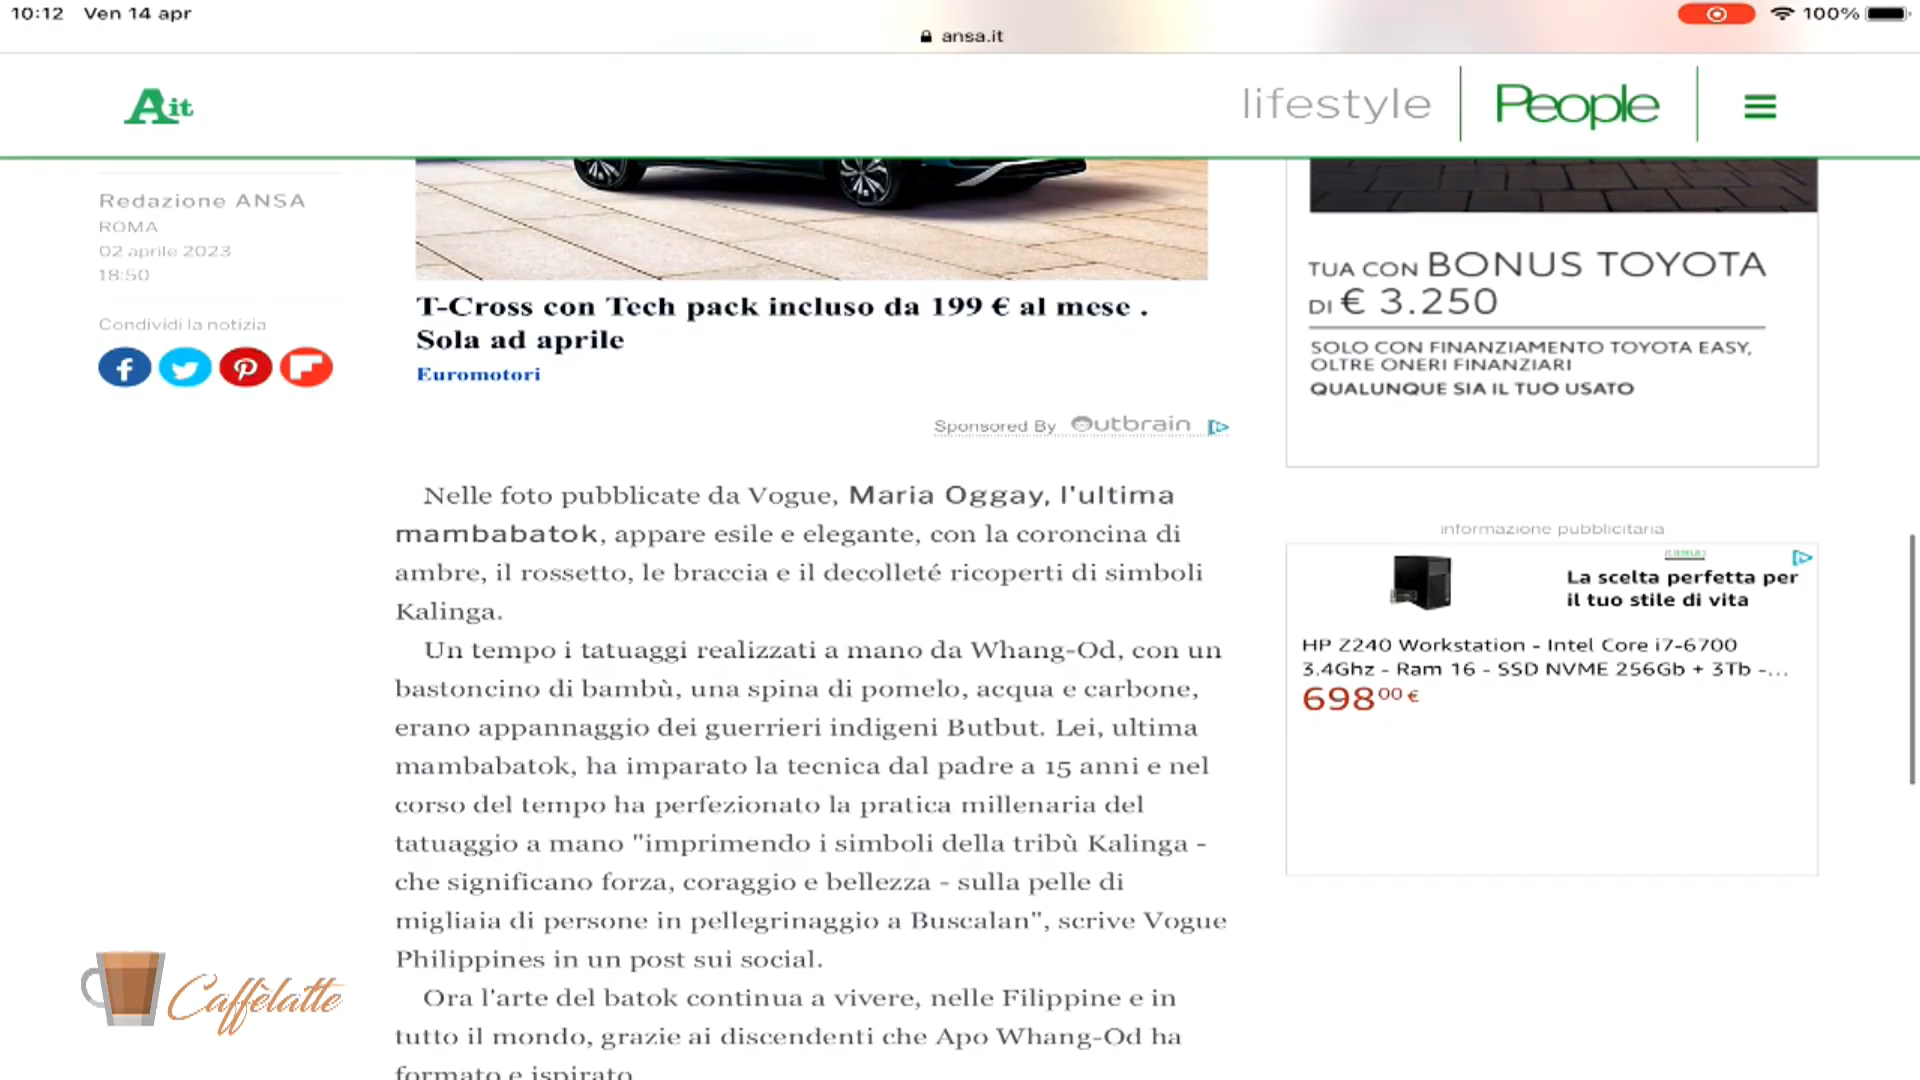 10:12 Ven 14 apr
100%
ansa.it
Ait
lifestyle
People
Redazione ANSA
ROMA
02 aprile 2023
18:50
Condividi la notizia
T-Cross con Tech pack incluso da 199 € al mese .
Sola ad aprile
Euromotori
Sponsored By Outbrain
Nelle foto pubblicate da Vogue, Maria Oggay, l'ultima
mambabatok, appare esile e elegante, con la coroncina di
ambre, il rossetto, le braccia e il decolleté ricoperti di simboli
Kalinga.
Un tempo i tatuaggi realizzati a mano da Whang-Od, con un
bastoncino di bambù, una spina di pomelo, acqua e carbone,
erano appannaggio dei guerrieri indigeni Butbut. Lei, ultima
mambabatok, ha imparato la tecnica dal padre a 15 anni e nel
corso del tempo ha perfezionato la pratica millenaria del
tatuaggio a mano "imprimendo i simboli della tribù Kalinga -
che significano forza, coraggio e bellezza - sulla pelle di
migliaia di persone in pellegrinaggio a Buscalan", scrive Vogue
Philippines in un post sui social.
Ora l'arte del batok continua a vivere, nelle Filippine e in
tutto il mondo, grazie ai discendenti che Apo Whang-Od ha
formato e ispirato
TUA CON BONUS TOYOTA
DI € 3.250
SOLO CON FINANZIAMENTO TOYOTA EASY,
OLTRE ONERI FINANZIARI
QUALUNQUE SIA IL TUO USATO
informazione pubblicitaria
La scelta perfetta per
il tuo stile di vita
HP Z240 Workstation - Intel Core i7-6700
3.4Ghz - Ram 16 - SSD NVME 256Gb + 3Tb -...
69800 €
Caffèlatte